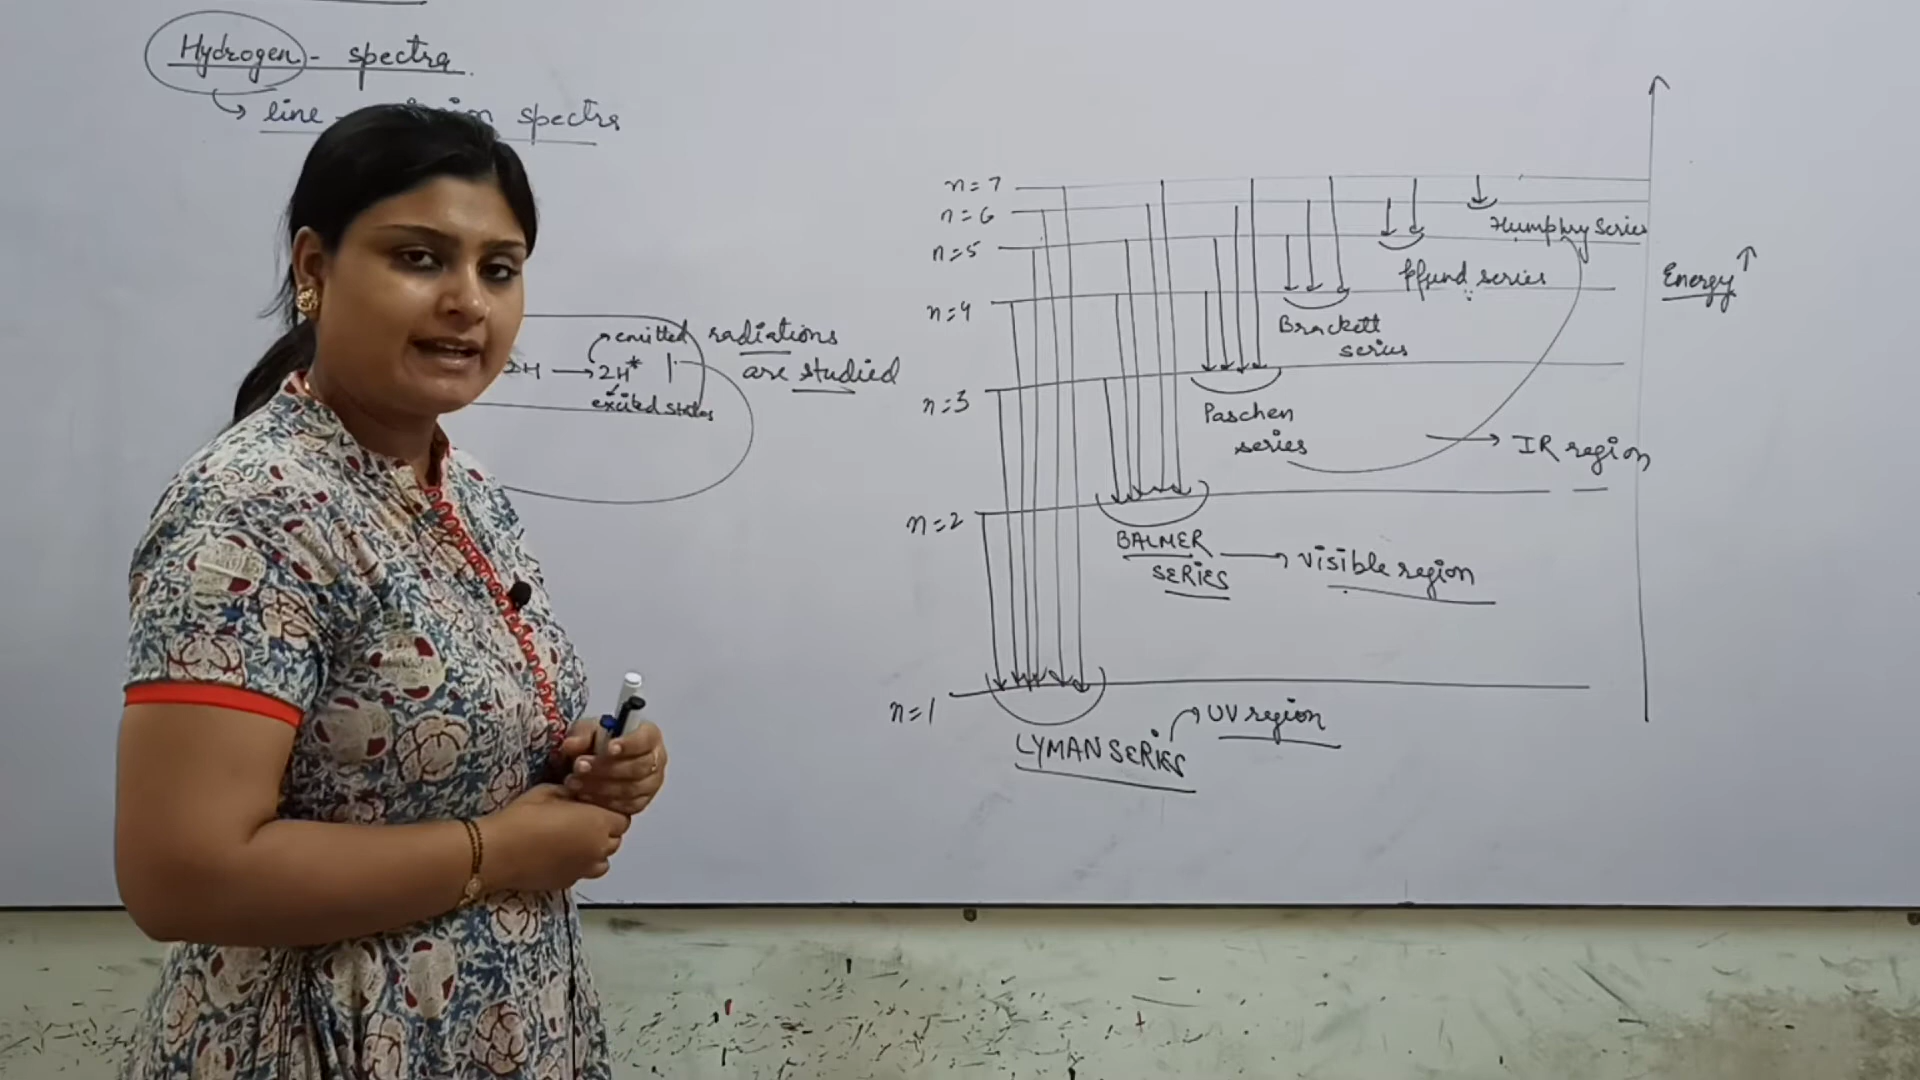 Hydrogen - spectra.
↳ line - spectra
2H → 2H*
emitted radiations
are studied
excited states
n=7
n=6
n=5
n=4
n=3
n=2
n=1
Humphry Series
Pfund series
Brackett
series
Paschen
series
→ IR region
BALMER
SERIES
→ visible region
LYMAN SERIES
UV region
Energy ↑